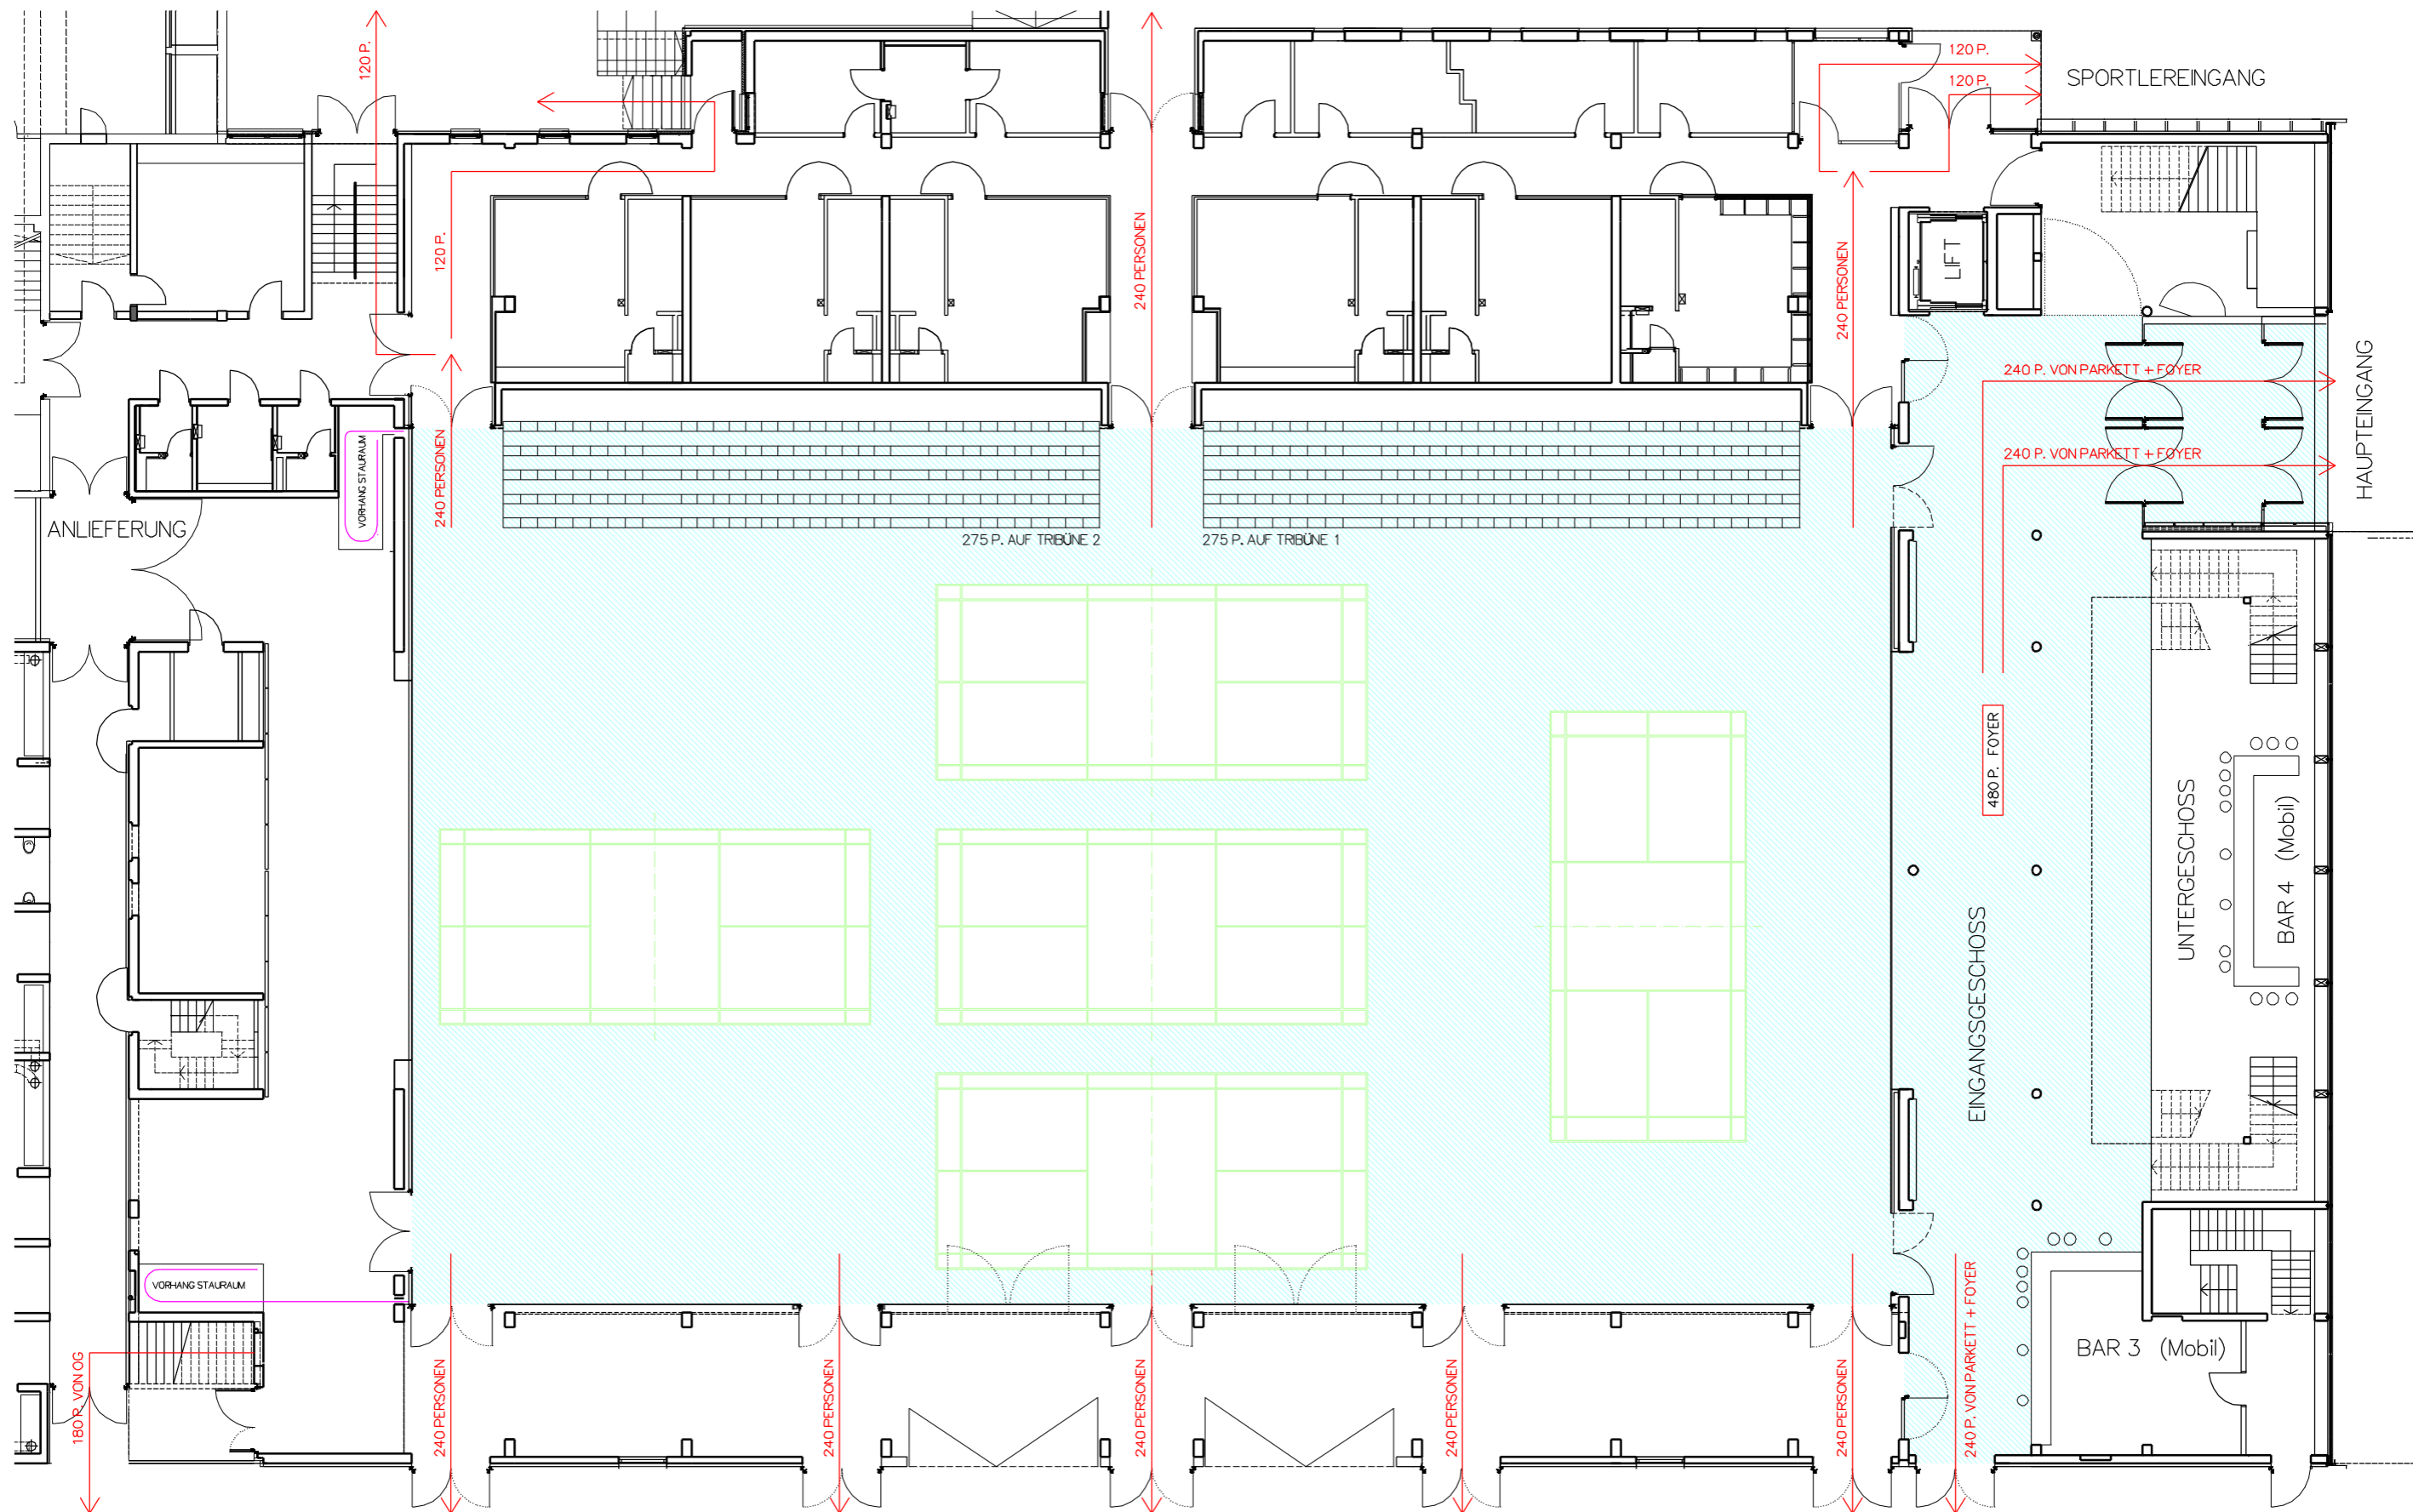 120 P.
120 P.
120 P.
SPORTLEREINGANG
120 P.
240 PERSONEN
240 PERSONEN
LIFT
240 P. VON PARKETT + FOYER
HAUPTEINGANG
240 PERSONEN
VORHANG STAURAUM
240 P. VON PARKETT + FOYER
ANLIEFERUNG
275 P. AUF TRIBÜNE 2
275 P. AUF TRIBÜNE 1
480 P. FOYER
UNTERGESCHOSS
BAR 4 (Mobil)
EINGANGSGESCHOSS
VORHANG STAURAUM
BAR 3 (Mobil)
180 P. VON OG
240 PERSONEN
240 PERSONEN
240 PERSONEN
240 PERSONEN
240 PERSONEN
240 P. VON PARKETT + FOYER